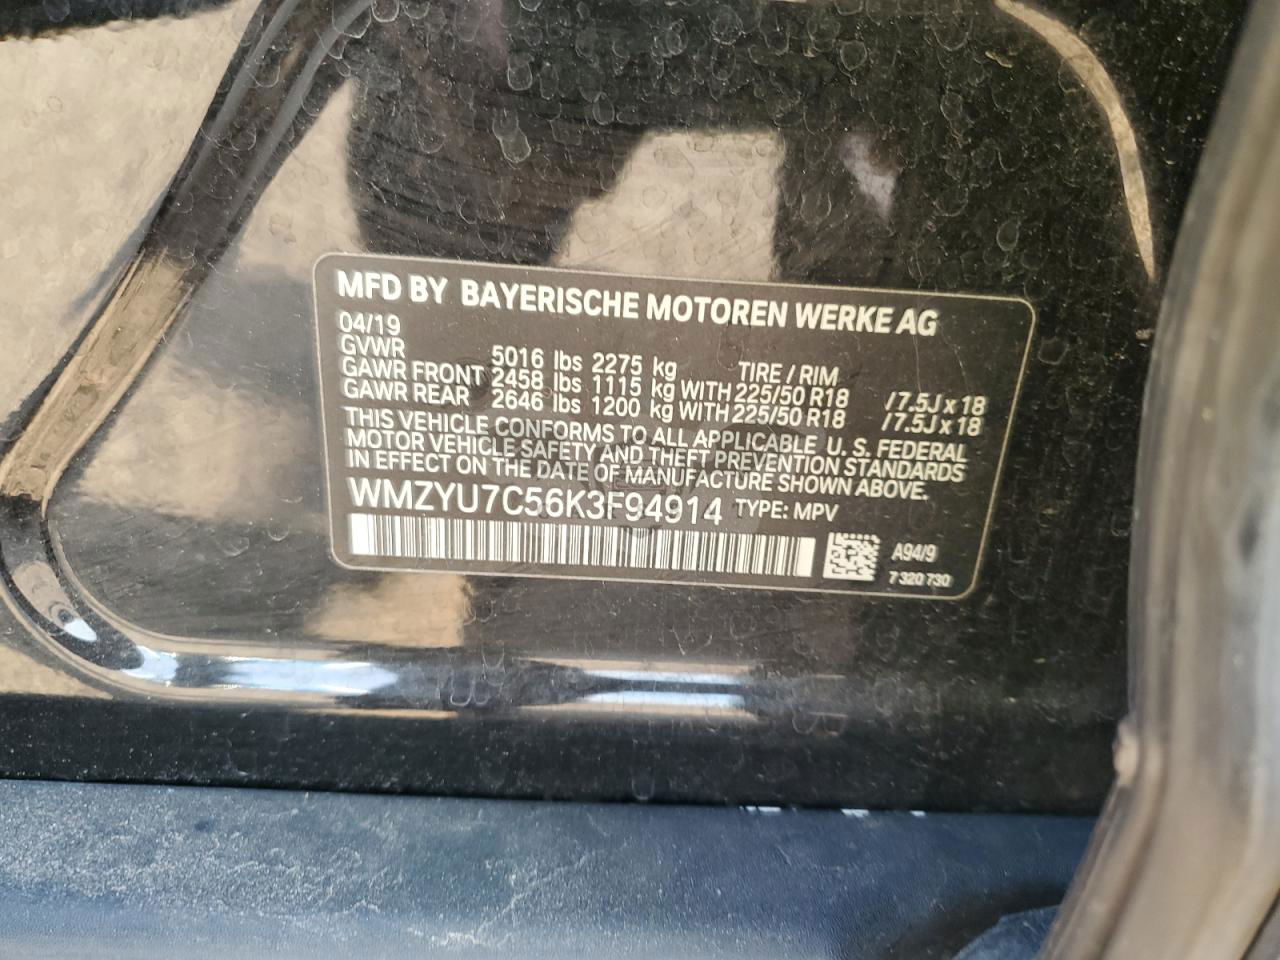 MFD BY BAYERISCHE MOTOREN WERKE AG
04/19
GVWR 5016 lbs 2275 kg TIRE / RIM
GAWR FRONT 2458 lbs 1115 kg WITH 225/50 R18 / 7.5J x 18
GAWR REAR 2646 lbs 1200 kg WITH 225/50 R18 / 7.5J x 18
THIS VEHICLE CONFORMS TO ALL APPLICABLE U. S. FEDERAL
MOTOR VEHICLE SAFETY AND THEFT PREVENTION STANDARDS
IN EFFECT ON THE DATE OF MANUFACTURE SHOWN ABOVE.
WMZYU7C56K3F94914 TYPE: MPV
A94/9
7 320 730